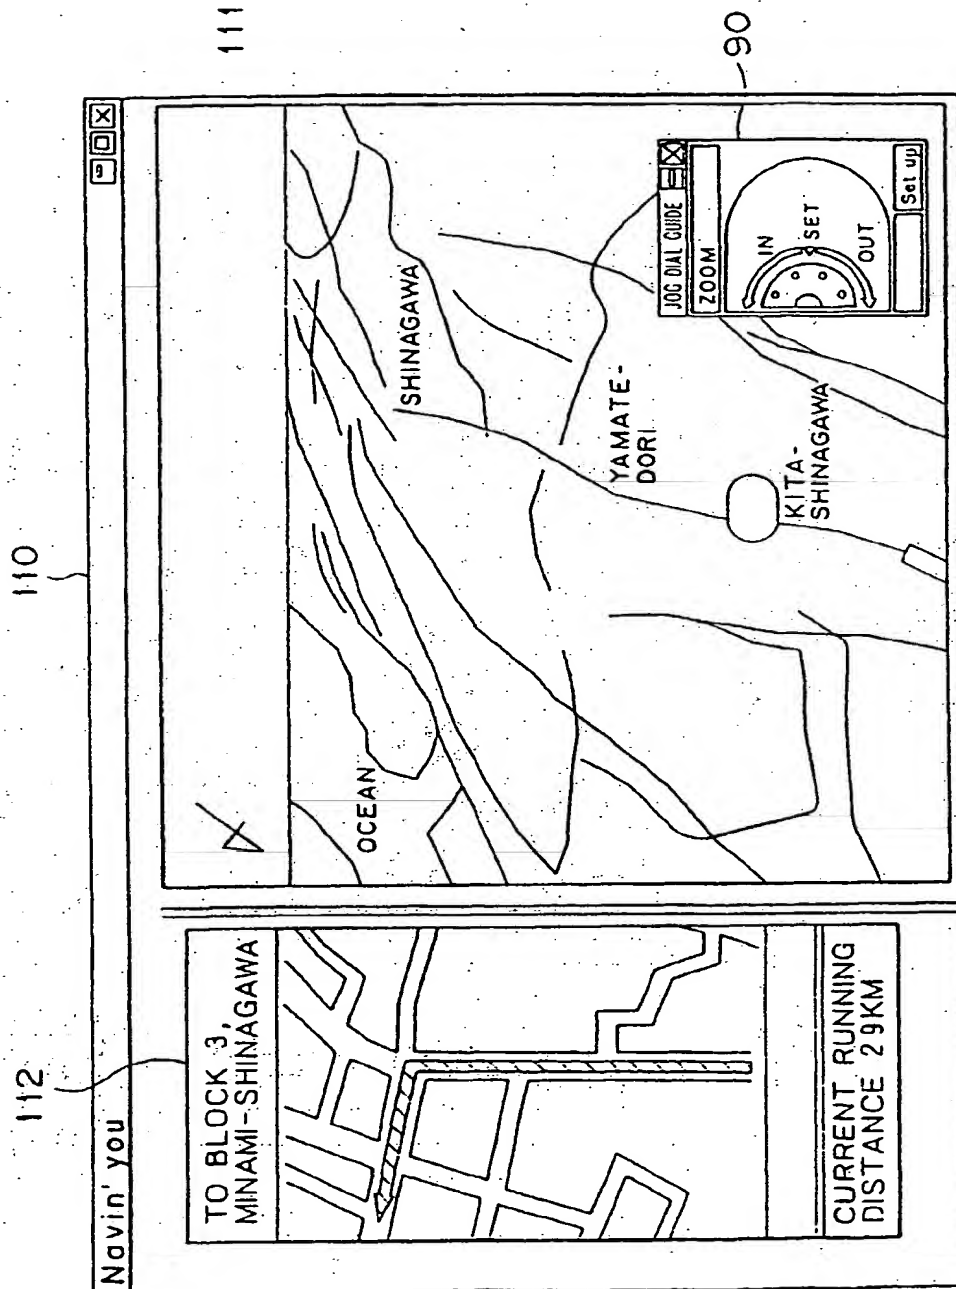 110
111
112
Navin' you
TO BLOCK 3,
MINAMI-SHINAGAWA
CURRENT RUNNING
DISTANCE 29KM
OCEAN
SHINAGAWA
YAMATE-
DORI
KITA-
SHINAGAWA
JOG DIAL GUIDE
ZOOM
IN
SET
OUT
Set up
90